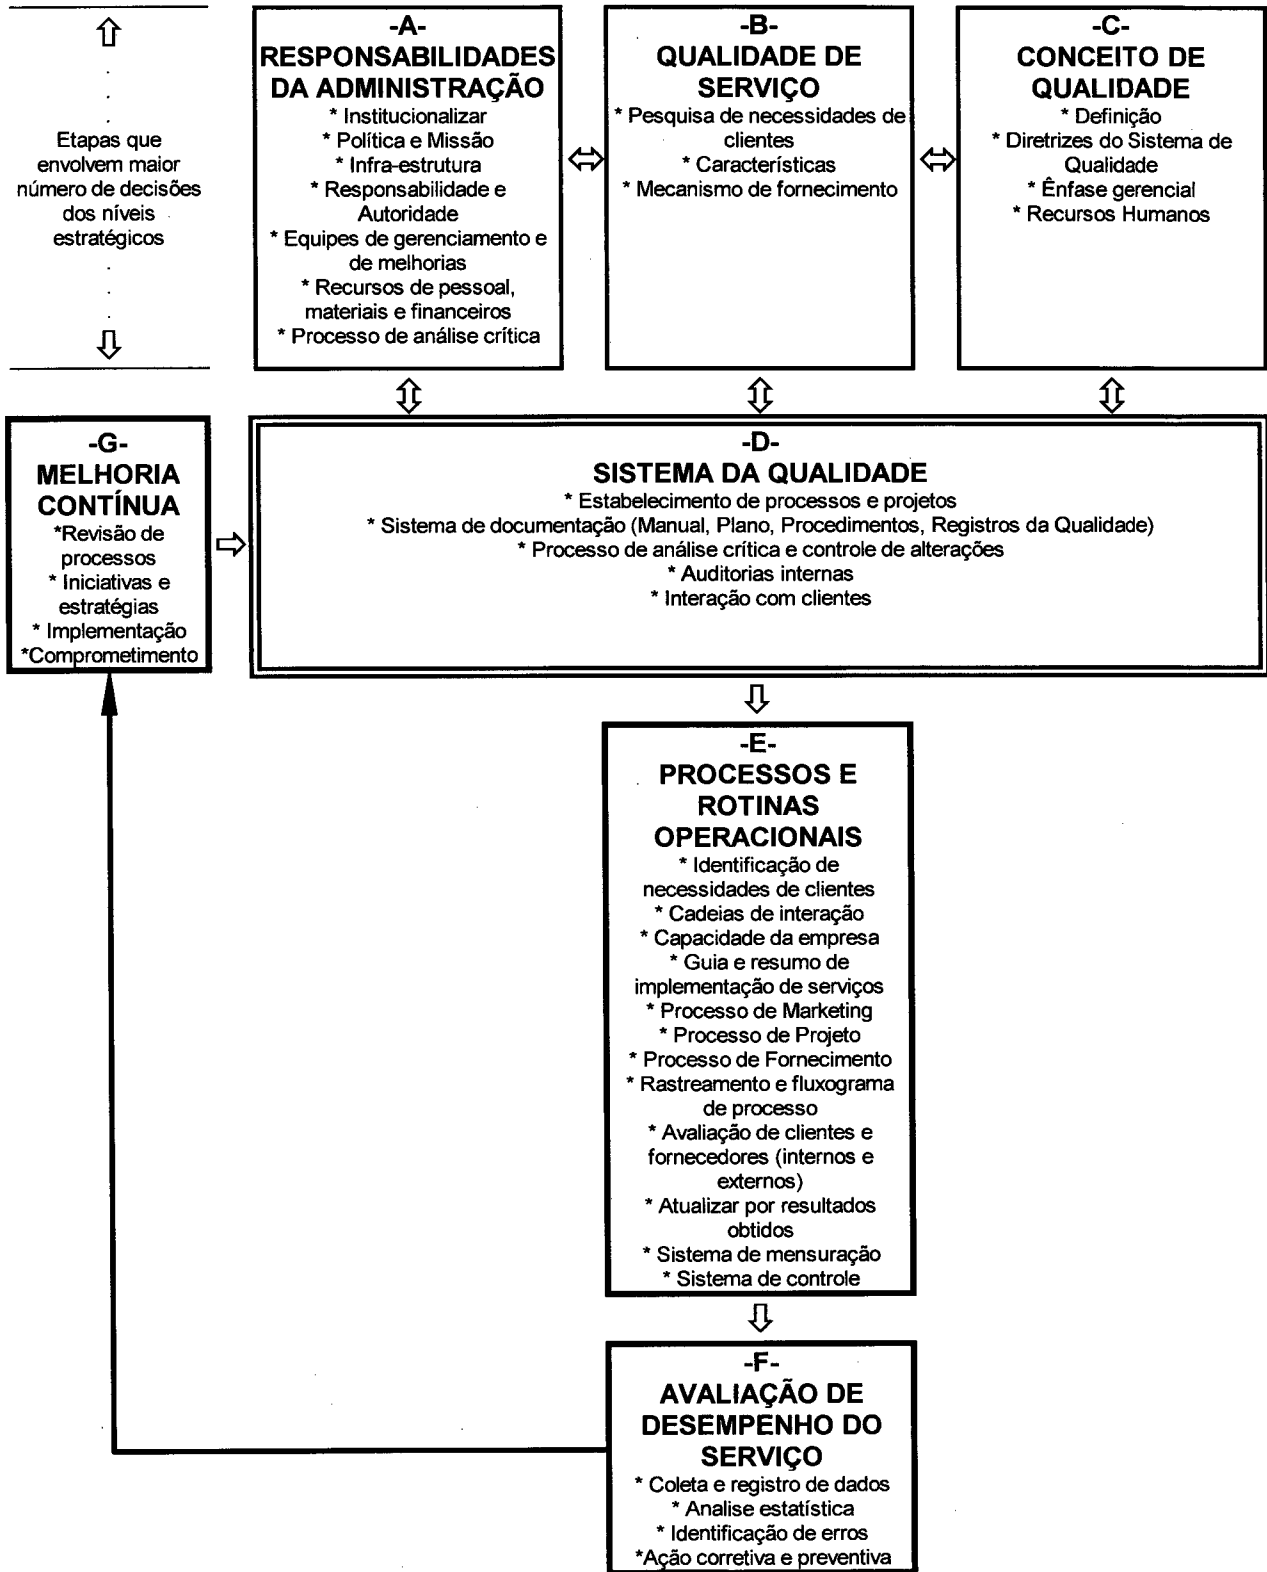 Etapas que
envolvem maior
número de decisões
dos níveis
estratégicos
-A-
RESPONSABILIDADES
DA ADMINISTRAÇÃO
* Institucionalizar
* Política e Missão
* Infra-estrutura
* Responsabilidade e
Autoridade
* Equipes de gerenciamento e
de melhorias
* Recursos de pessoal,
materiais e financeiros
* Processo de análise crítica
-B-
QUALIDADE DE
SERVIÇO
* Pesquisa de necessidades de
clientes
* Características
* Mecanismo de fornecimento
-C-
CONCEITO DE
QUALIDADE
* Definição
* Diretrizes do Sistema de
Qualidade
* Ênfase gerencial
* Recursos Humanos
-G-
MELHORIA
CONTÍNUA
*Revisão de
processos
* Iniciativas e
estratégias
* Implementação
*Comprometimento
-D-
SISTEMA DA QUALIDADE
* Estabelecimento de processos e projetos
* Sistema de documentação (Manual, Plano, Procedimentos, Registros da Qualidade)
* Processo de análise crítica e controle de alterações
* Auditorias internas
* Interação com clientes
-E-
PROCESSOS E
ROTINAS
OPERACIONAIS
* Identificação de
necessidades de clientes
* Cadeias de interação
* Capacidade da empresa
* Guia e resumo de
implementação de serviços
* Processo de Marketing
* Processo de Projeto
* Processo de Fornecimento
* Rastreamento e fluxograma
de processo
* Avaliação de clientes e
fornecedores (internos e
externos)
* Atualizar por resultados
obtidos
* Sistema de mensuração
* Sistema de controle
-F-
AVALIAÇÃO DE
DESEMPENHO DO
SERVIÇO
* Coleta e registro de dados
* Analise estatística
* Identificação de erros
*Ação corretiva e preventiva